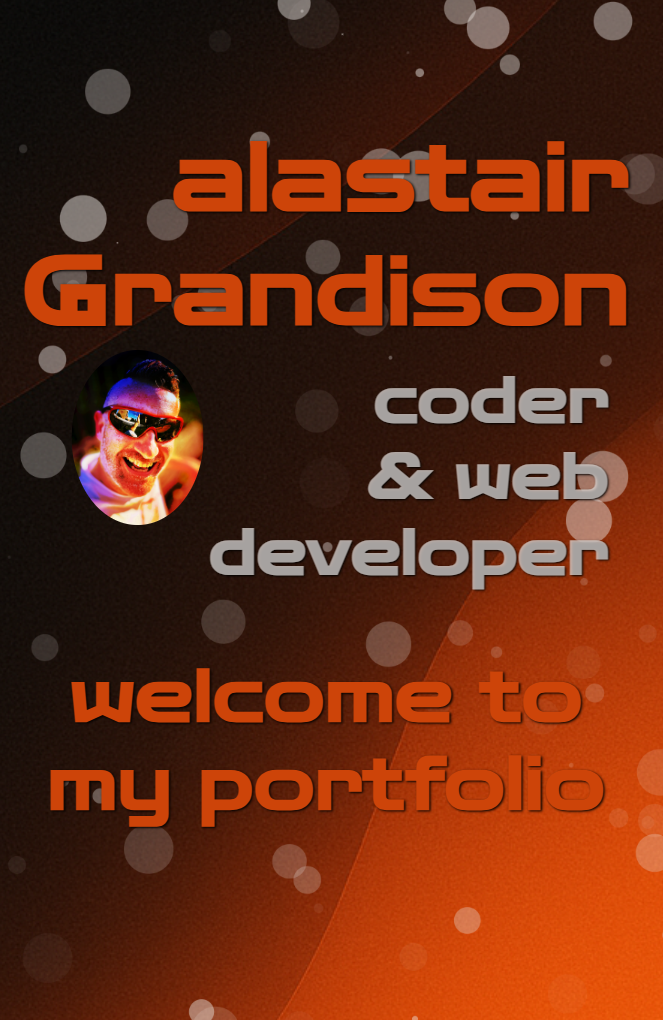 alastair
Grandison
coder
& web
developer
welcome to
my portfolio